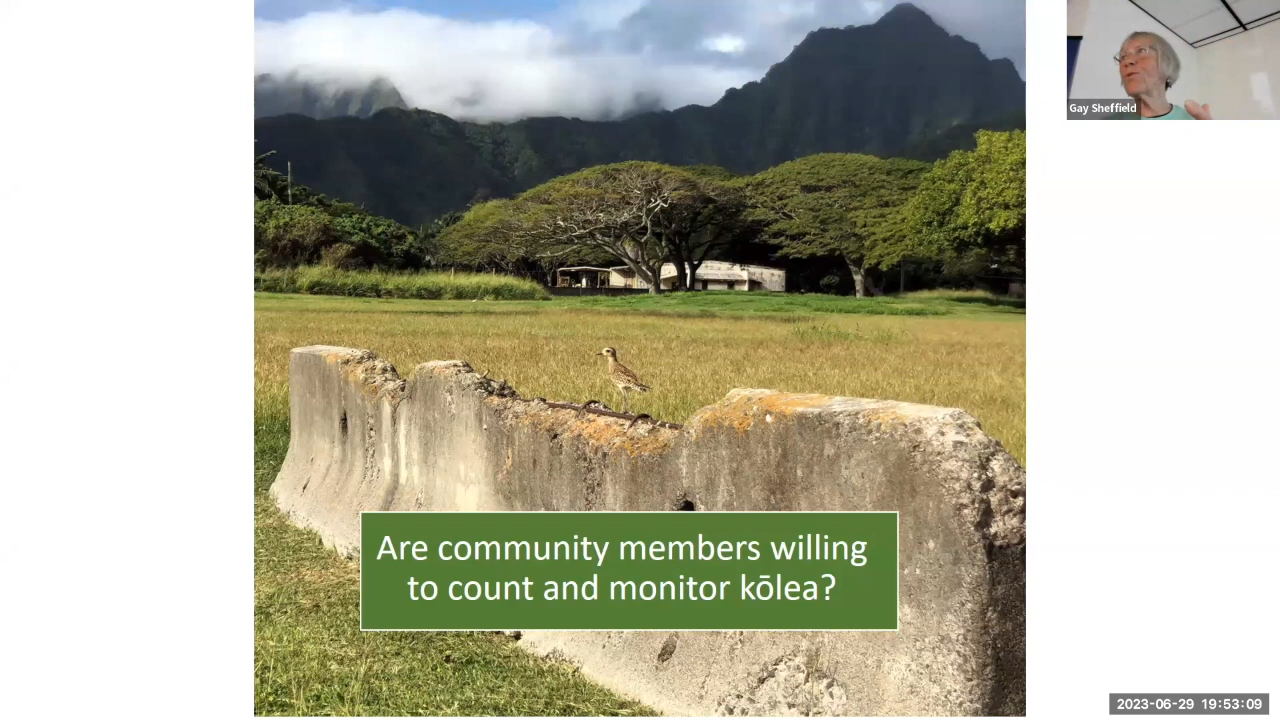 Gay Sheffield
Are community members willing
to count and monitor kōlea?
2023-06-29 19:53:09